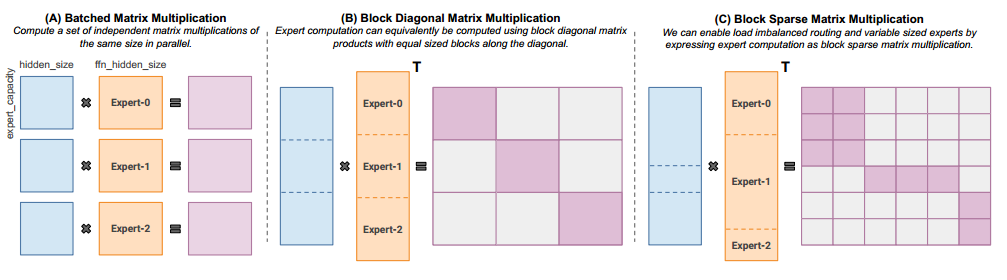 (A) Batched Matrix Multiplication
Compute a set of independent matrix multiplications of
the same size in parallel.
hidden_size
ffn_hidden_size
expert_capacity
Expert-0
Expert-1
Expert-2
(B) Block Diagonal Matrix Multiplication
Expert computation can equivalently be computed using block diagonal matrix
products with equal sized blocks along the diagonal.
T
Expert-0
Expert-1
Expert-2
(C) Block Sparse Matrix Multiplication
We can enable load imbalanced routing and variable sized experts by
expressing expert computation as block sparse matrix multiplication.
T
Expert-0
Expert-1
Expert-2